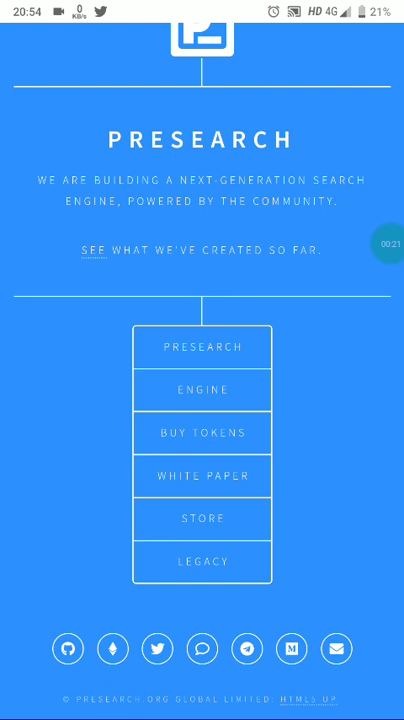 20:54 0 KB/s HD 4G 21%
PRESEARCH
WE ARE BUILDING A NEXT-GENERATION SEARCH
ENGINE, POWERED BY THE COMMUNITY.
SEE WHAT WE'VE CREATED SO FAR.
00:21
PRESEARCH
ENGINE
BUY TOKENS
WHITE PAPER
STORE
LEGACY
© PRESEARCH.ORG GLOBAL LIMITED: HTML5 UP